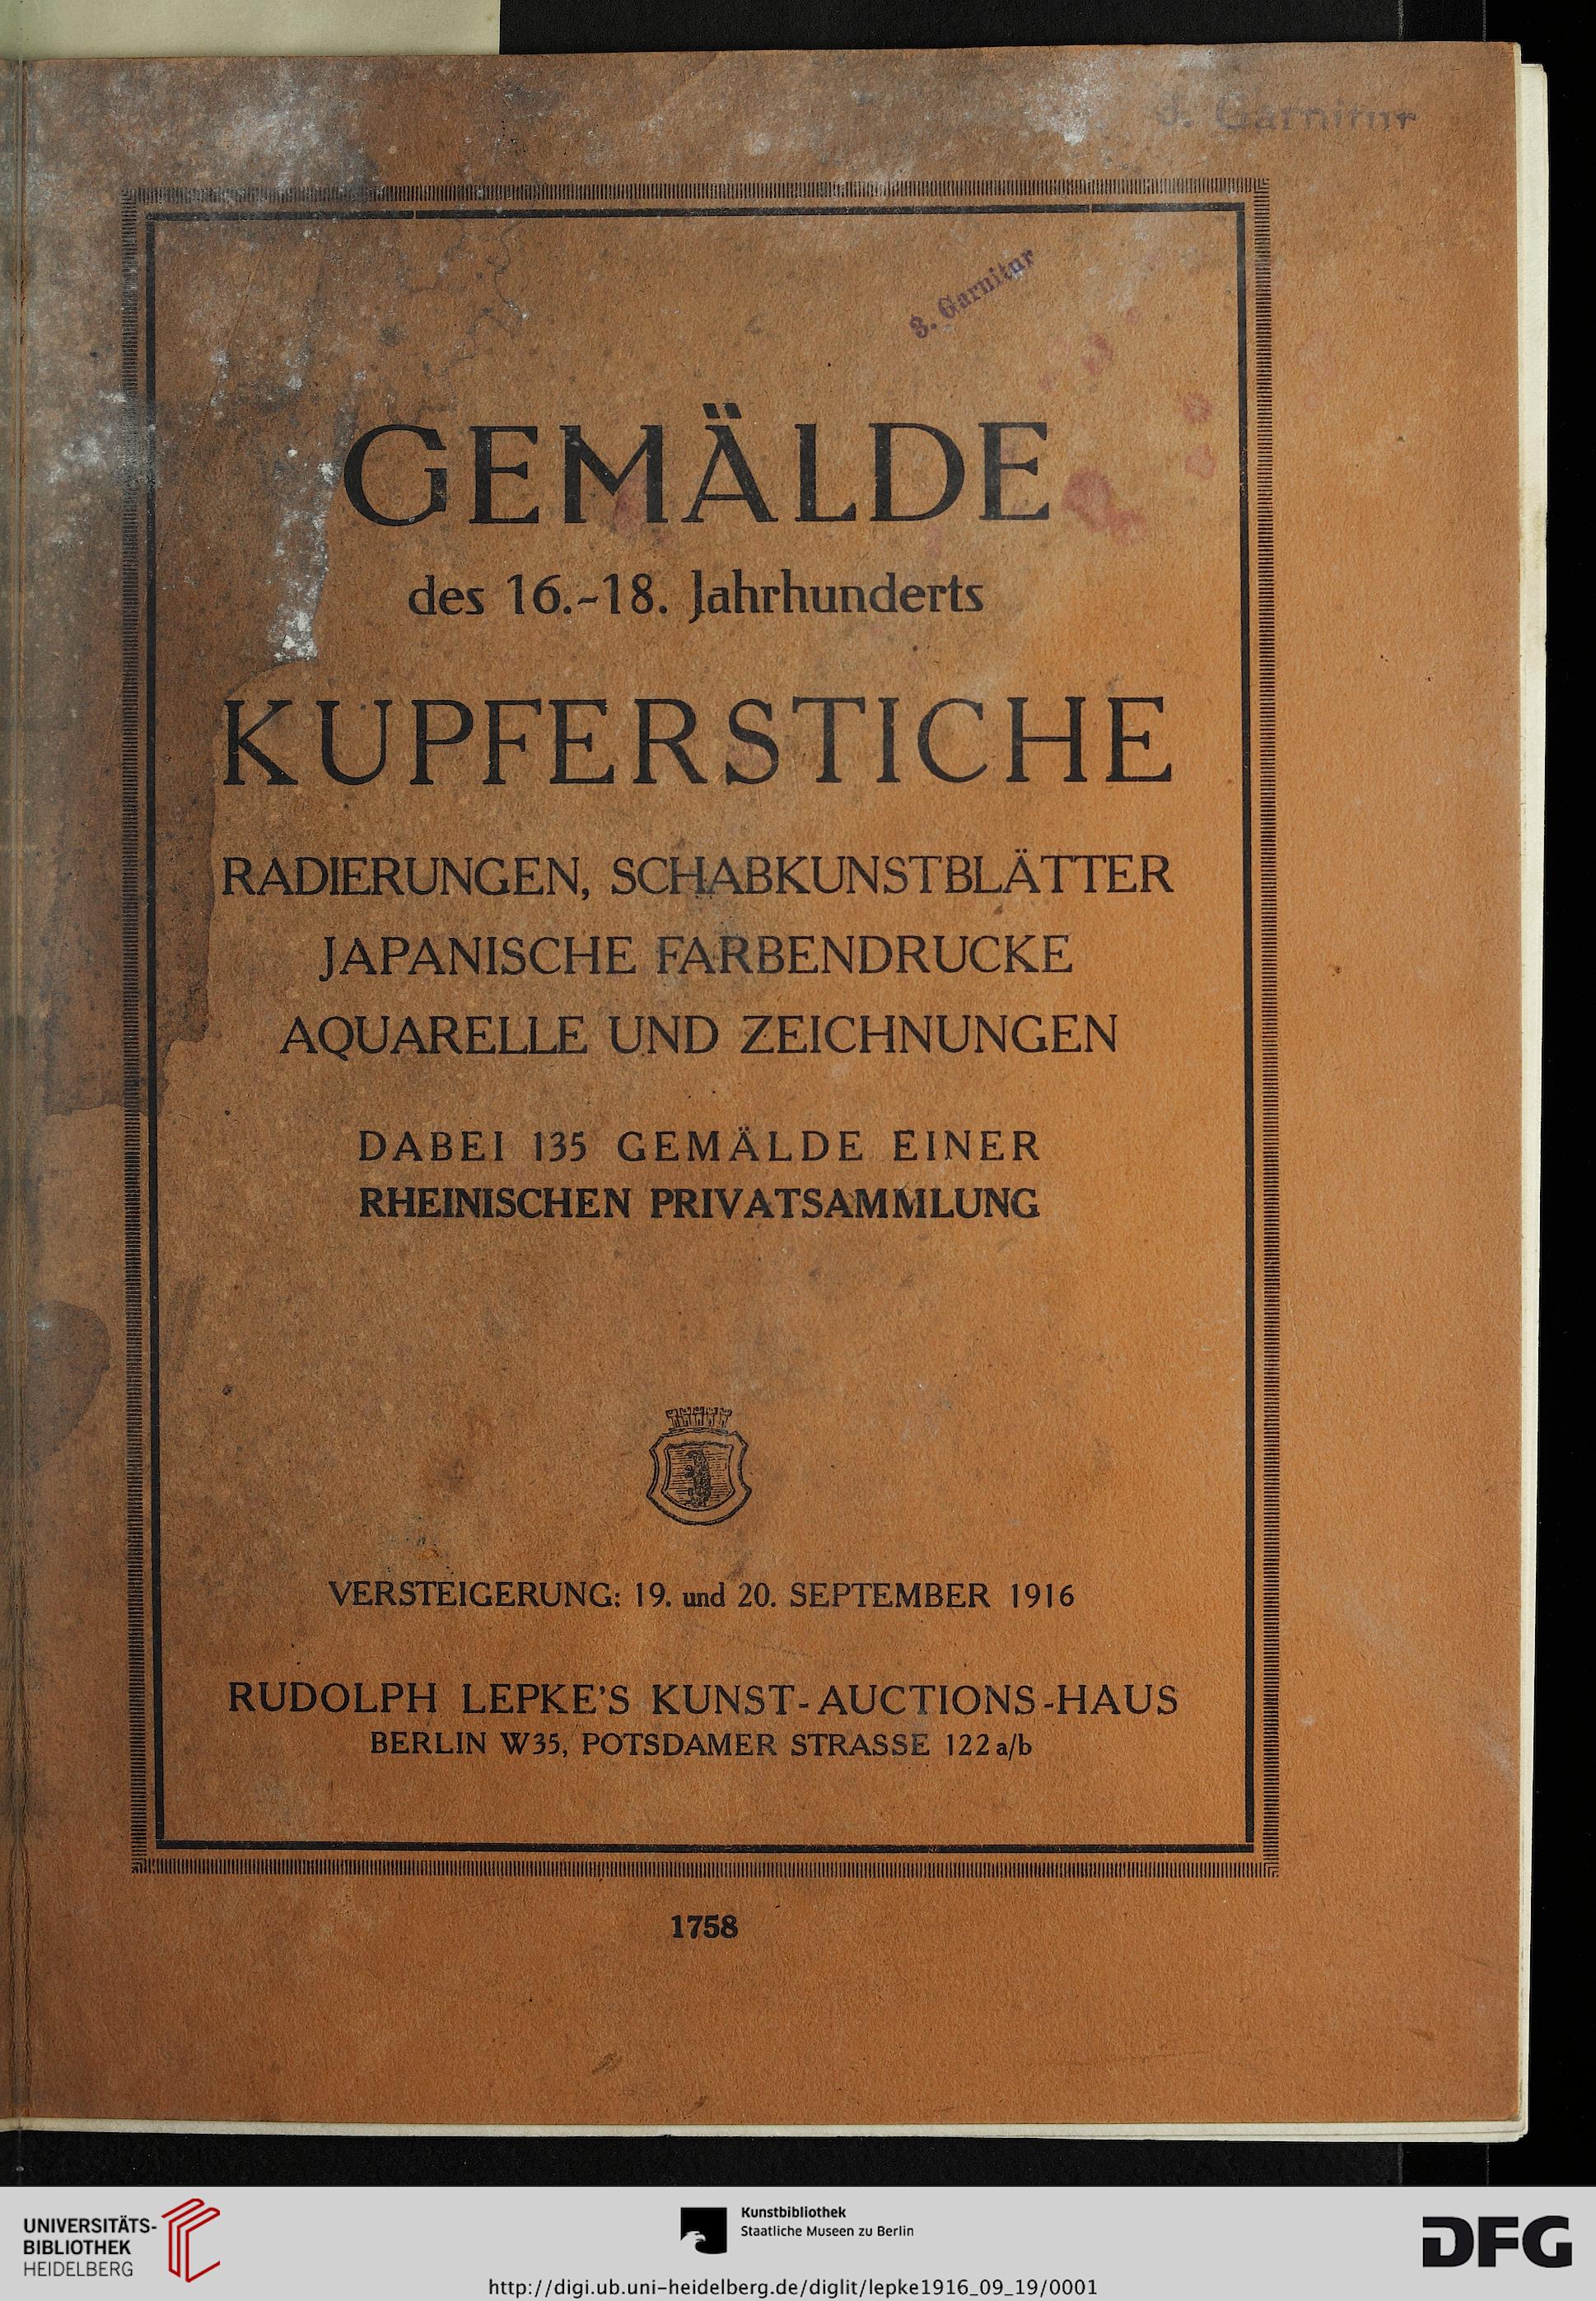 3. Garnitur
3. Garnitur
GEMÄLDE
des 16.-18. Jahrhunderts
KUPFERSTICHE
RADIERUNGEN, SCHABKUNSTBLÄTTER
JAPANISCHE FARBENDRUCKE
AQUARELLE UND ZEICHNUNGEN
DABEI 135 GEMÄLDE EINER
RHEINISCHEN PRIVATSAMMLUNG
VERSTEIGERUNG: 19. und 20. SEPTEMBER 1916
RUDOLPH LEPKE'S KUNST-AUCTIONS-HAUS
BERLIN W35, POTSDAMER STRASSE 122 a/b
1758
UNIVERSITÄTS-
BIBLIOTHEK
HEIDELBERG
Kunstbibliothek
Staatliche Museen zu Berlin
DFG
http://digi.ub.uni-heidelberg.de/diglit/lepke1916_09_19/0001